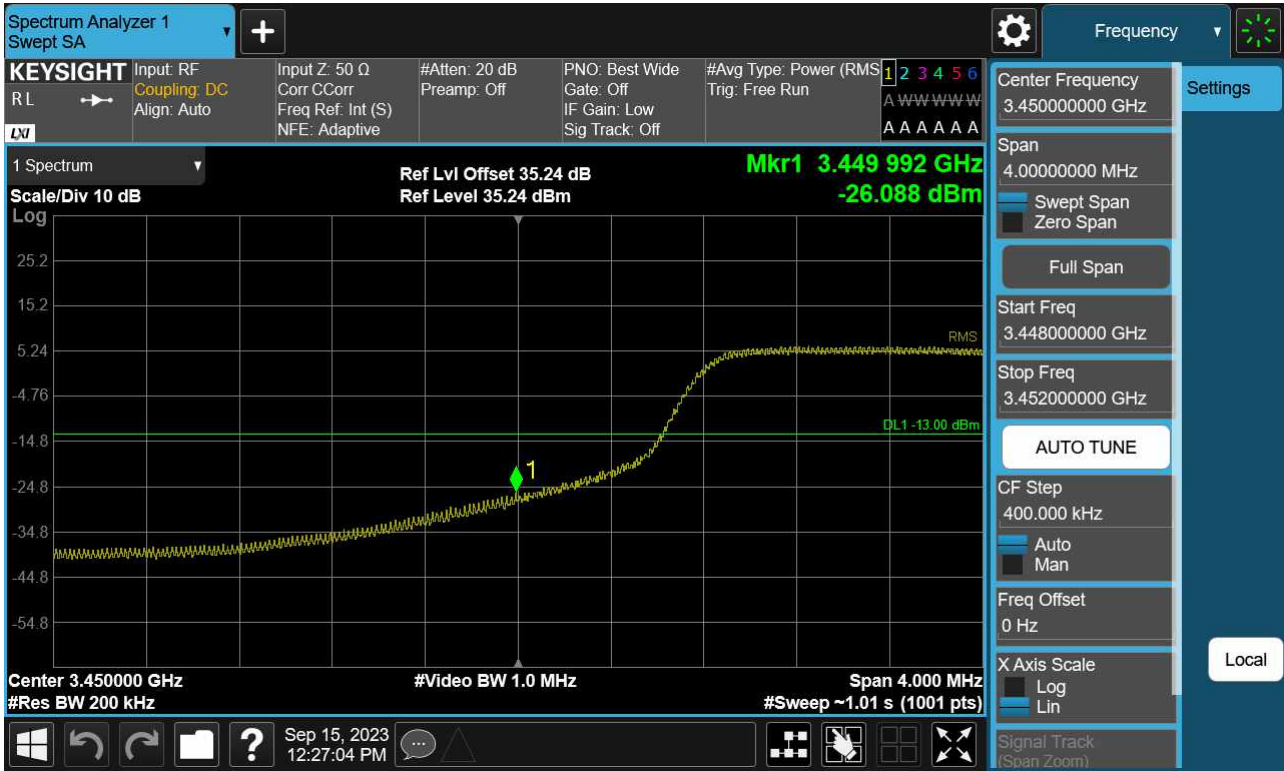 Spectrum Analyzer 1
Swept SA
Frequency
KEYSIGHT
R L
LXI
Input: RF
Coupling: DC
Align: Auto
Input Z: 50 Ω
Corr CCorr
Freq Ref: Int (S)
NFE: Adaptive
#Atten: 20 dB
Preamp: Off
PNO: Best Wide
Gate: Off
IF Gain: Low
Sig Track: Off
#Avg Type: Power (RMS
Trig: Free Run
1 2 3 4 5 6
A W W W W W
A A A A A A
1 Spectrum
Scale/Div 10 dB
Log
Ref Lvl Offset 35.24 dB
Ref Level 35.24 dBm
Mkr1 3.449 992 GHz
-26.088 dBm
25.2
15.2
5.24
-4.76
-14.8
-24.8
-34.8
-44.8
-54.8
RMS
DL1 -13.00 dBm
1
Center 3.450000 GHz
#Res BW 200 kHz
#Video BW 1.0 MHz
Span 4.000 MHz
#Sweep ~1.01 s (1001 pts)
Center Frequency
3.450000000 GHz
Settings
Span
4.00000000 MHz
Swept Span
Zero Span
Full Span
Start Freq
3.448000000 GHz
Stop Freq
3.452000000 GHz
AUTO TUNE
CF Step
400.000 kHz
Auto
Man
Freq Offset
0 Hz
X Axis Scale
Log
Lin
Local
Signal Track
(Span Zoom)
?
Sep 15, 2023
12:27:04 PM